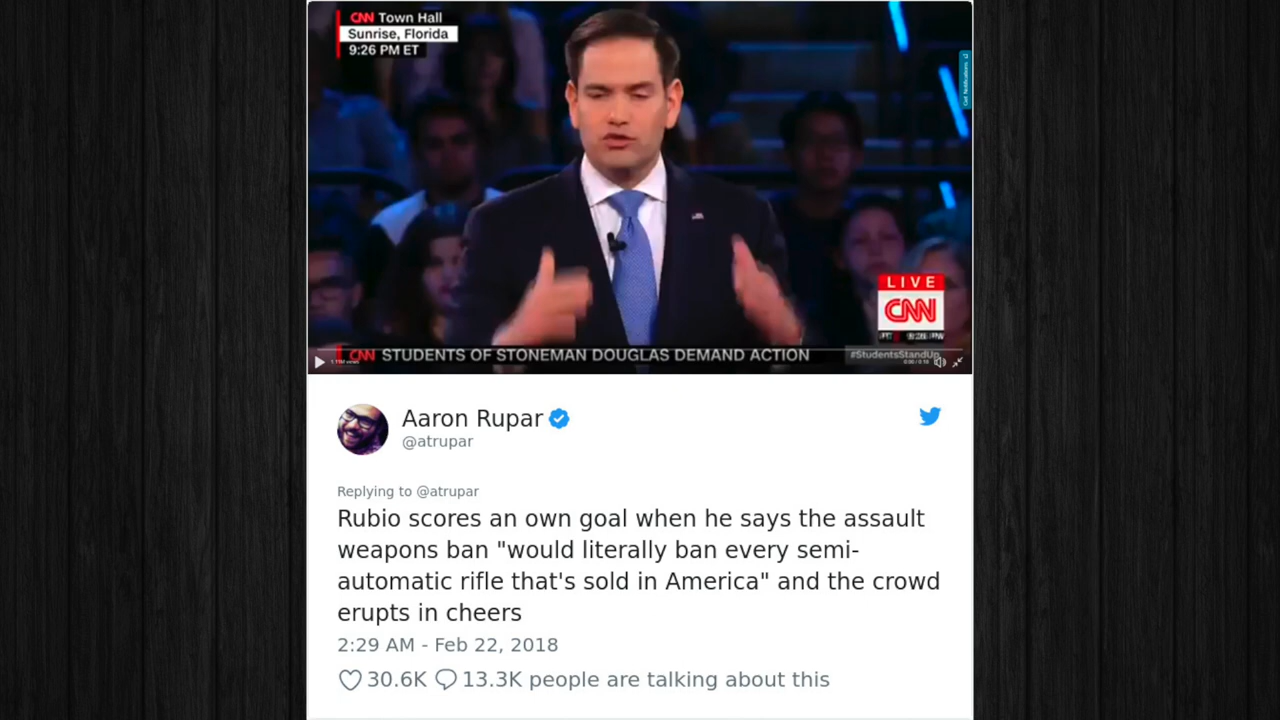 CNN Town Hall
Sunrise, Florida
9:26 PM ET
Get Notifications
LIVE
CNN
CNN STUDENTS OF STONEMAN DOUGLAS DEMAND ACTION
#StudentsStandUp
Aaron Rupar
@atrupar
Replying to @atrupar
Rubio scores an own goal when he says the assault
weapons ban "would literally ban every semi-
automatic rifle that's sold in America" and the crowd
erupts in cheers
2:29 AM - Feb 22, 2018
30.6K 13.3K people are talking about this